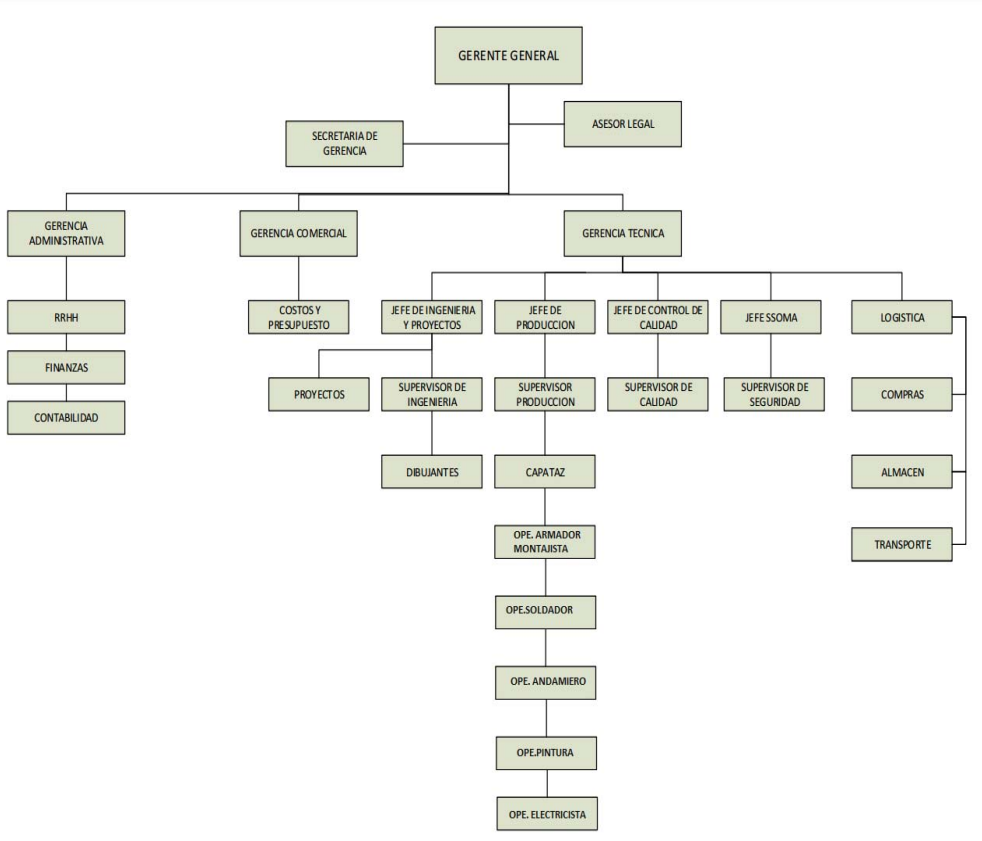 GERENTE GENERAL
ASESOR LEGAL
SECRETARIA DE
GERENCIA
GERENCIA
ADMINISTRATIVA
GERENCIA COMERCIAL
GERENCIA TECNICA
RRHH
COSTOS Y
PRESUPUESTO
JEFE DE INGENIERIA
Y PROYECTOS
JEFE DE
PRODUCCION
JEFE DE CONTROL DE
CALIDAD
JEFE SSOMA
LOGISTICA
FINANZAS
PROYECTOS
SUPERVISOR DE
INGENIERIA
SUPERVISOR
PRODUCCION
SUPERVISOR DE
CALIDAD
SUPERVISOR DE
SEGURIDAD
COMPRAS
CONTABILIDAD
DIBUJANTES
CAPATAZ
ALMACEN
OPE. ARMADOR
MONTAJISTA
TRANSPORTE
OPE.SOLDADOR
OPE. ANDAMIERO
OPE.PINTURA
OPE. ELECTRICISTA